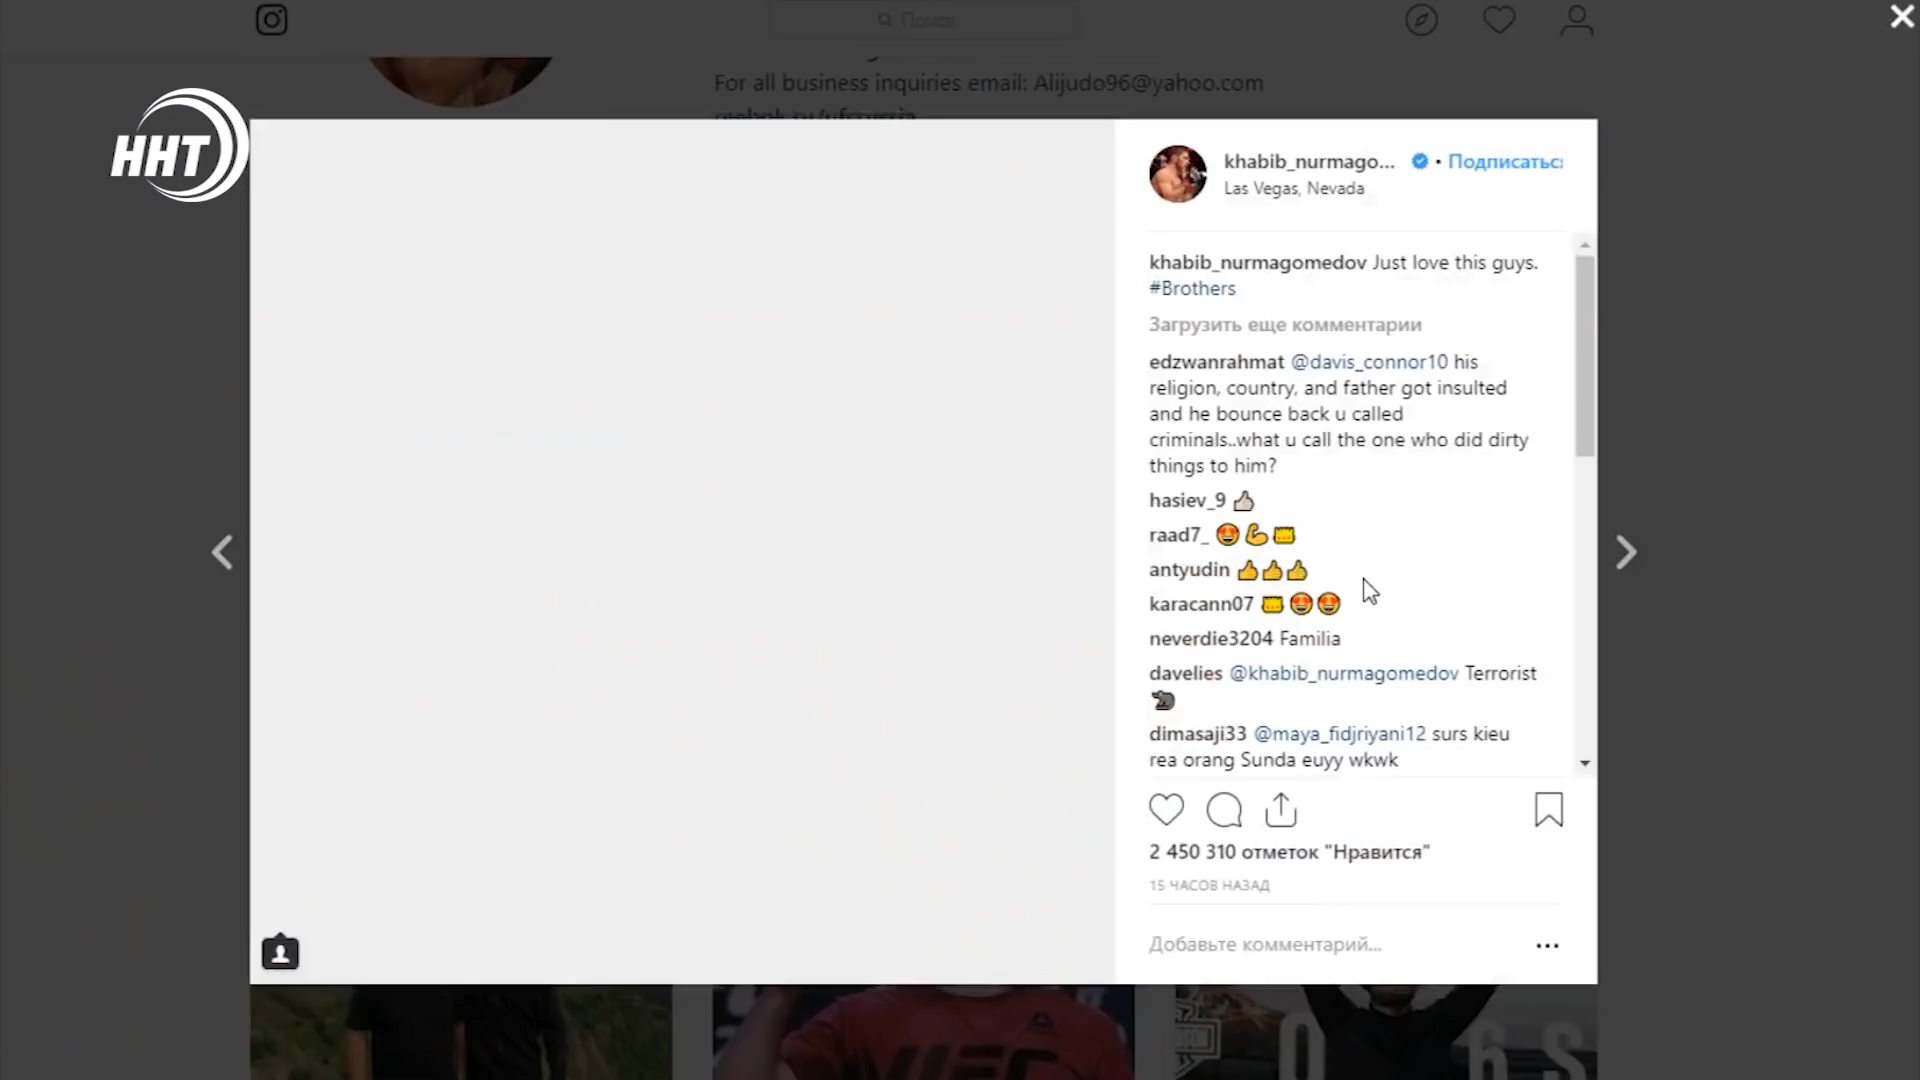 Поиск
For all business inquiries email: Alijudo96@yahoo.com
ННТ
khabib_nurmago... • Подписатьс
Las Vegas, Nevada
khabib_nurmagomedov Just love this guys.
#Brothers
Загрузить еще комментарии
edzwanrahmat @davis_connor10 his
religion, country, and father got insulted
and he bounce back u called
criminals..what u call the one who did dirty
things to him?
hasiev_9 👍🏻
raad7_ 😍💪
antyudin 👍👍👍
karacann07 😍😍
neverdie3204 Familia
davelies @khabib_nurmagomedov Terrorist
dimasaji33 @maya_fidjriyani12 surs kieu
rea orang Sunda euyy wkwk
2 450 310 отметок "Нравится"
15 ЧАСОВ НАЗАД
Добавьте комментарий...
UFC